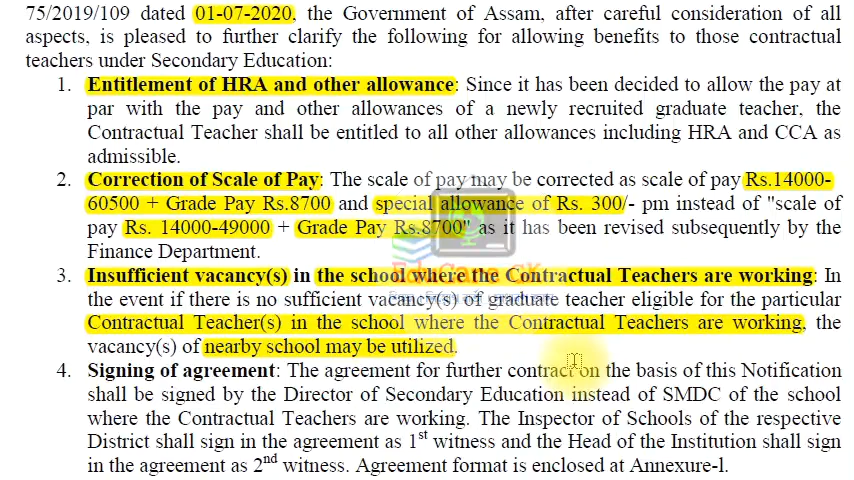 75/2019/109 dated 01-07-2020, the Government of Assam, after careful consideration of all
aspects, is pleased to further clarify the following for allowing benefits to those contractual
teachers under Secondary Education:
1. Entitlement of HRA and other allowance: Since it has been decided to allow the pay at
par with the pay and other allowances of a newly recruited graduate teacher, the
Contractual Teacher shall be entitled to all other allowances including HRA and CCA as
admissible.
2. Correction of Scale of Pay: The scale of pay may be corrected as scale of pay Rs.14000-
60500 + Grade Pay Rs.8700 and special allowance of Rs. 300/- pm instead of "scale of
pay Rs. 14000-49000 + Grade Pay Rs.8700" as it has been revised subsequently by the
Finance Department.
EduCare GK
3. Insufficient vacancy(s) in the school where the Contractual Teachers are working: In
the event if there is no sufficient vacancy(s) of graduate teacher eligible for the particular
Contractual Teacher(s) in the school where the Contractual Teachers are working, the
vacancy(s) of nearby school may be utilized.
4. Signing of agreement: The agreement for further contract on the basis of this Notification
shall be signed by the Director of Secondary Education instead of SMDC of the school
where the Contractual Teachers are working. The Inspector of Schools of the respective
District shall sign in the agreement as 1st witness and the Head of the Institution shall sign
in the agreement as 2nd witness. Agreement format is enclosed at Annexure-l.